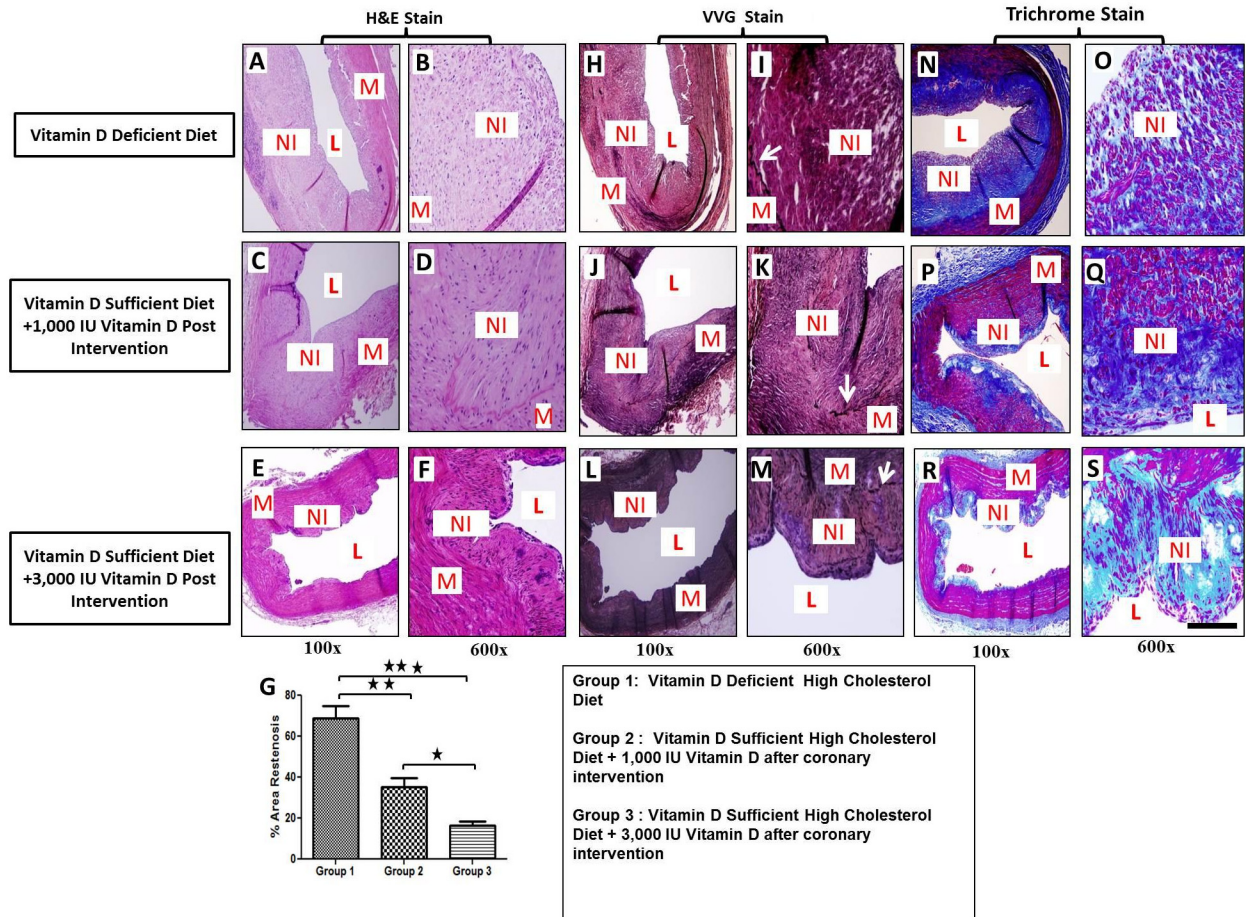 H&E Stain
VVG Stain
Trichrome Stain
Vitamin D Deficient Diet
A M NI L
B NI M
H NI L M
I NI M
N L NI M
O NI
Vitamin D Sufficient Diet
+1,000 IU Vitamin D Post
Intervention
C L NI M
D NI M
J L NI M
K NI M
P M NI L
Q NI L
Vitamin D Sufficient Diet
+3,000 IU Vitamin D Post
Intervention
E M NI L
F L NI M
L NI L M
M M NI L
R M NI L
S NI L
100x
600x
100x
600x
100x
600x
G
% Area Restenosis
80
60
40
20
0
★★★
★★
★
Group 1
Group 2
Group 3
Group 1: Vitamin D Deficient High Cholesterol
Diet
Group 2 : Vitamin D Sufficient High Cholesterol
Diet + 1,000 IU Vitamin D after coronary
intervention
Group 3 : Vitamin D Sufficient High Cholesterol
Diet + 3,000 IU Vitamin D after coronary
intervention